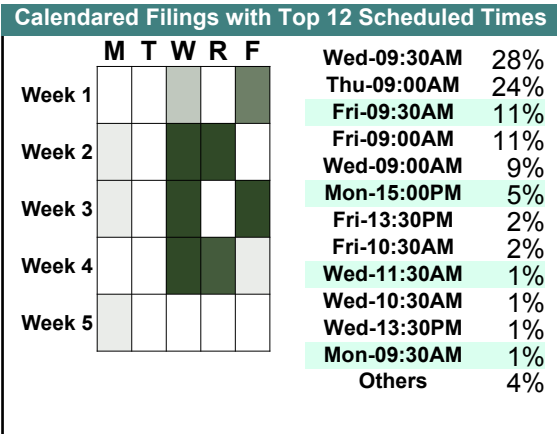 Calendared Filings with Top 12 Scheduled Times
M T W R F
Week 1
Week 2
Week 3
Week 4
Week 5
Wed-09:30AM 28%
Thu-09:00AM 24%
Fri-09:30AM 11%
Fri-09:00AM 11%
Wed-09:00AM 9%
Mon-15:00PM 5%
Fri-13:30PM 2%
Fri-10:30AM 2%
Wed-11:30AM 1%
Wed-10:30AM 1%
Wed-13:30PM 1%
Mon-09:30AM 1%
Others 4%